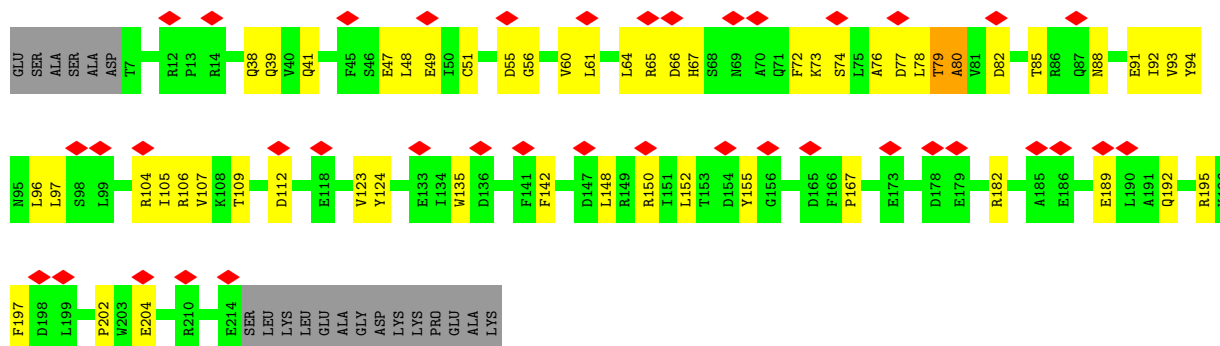 GLU SER ALA SER ALA ASP T7 R12 P13 R14 Q38 Q39 V40 Q41 F45 S46 E47 L48 E49 I50 C51 D55 G56 V60 L61 L64 R65 D66 H67 S68 N69 A70 Q71 F72 K73 S74 L75 A76 D77 L78 T79 A80 V81 D82 T85 R86 Q87 N88 E91 I92 V93 Y94
N95 L96 L97 S98 L99 R104 I105 R106 V107 K108 T109 D112 E118 V123 Y124 E133 I134 W135 D136 F141 F142 D147 L148 R149 R150 I151 L152 T153 D154 Y155 G156 D165 F166 P167 E173 D178 E179 R182 A185 E186 E189 L190 A191 Q192 R195
F197 D198 L199 P202 W203 E204 R210 E214 SER LEU LYS LEU GLU ALA GLY ASP LYS LYS PRO GLU ALA LYS